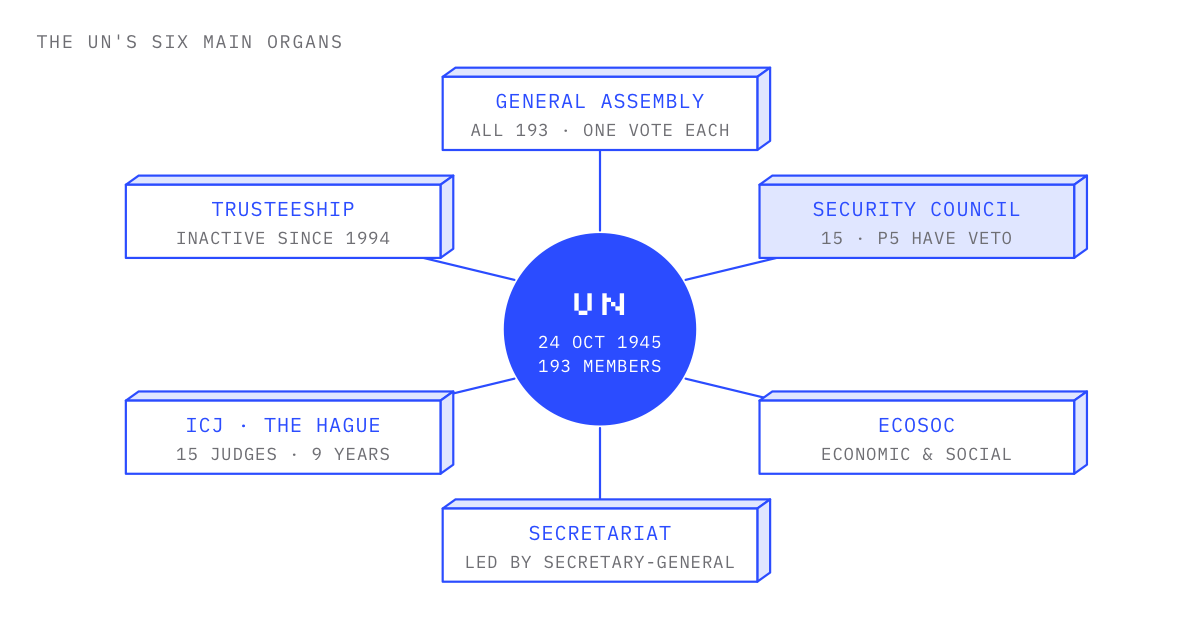 THE UN'S SIX MAIN ORGANS
GENERAL ASSEMBLY
ALL 193 · ONE VOTE EACH
TRUSTEESHIP
INACTIVE SINCE 1994
SECURITY COUNCIL
15 · P5 HAVE VETO
UN
24 OCT 1945
193 MEMBERS
ICJ · THE HAGUE
15 JUDGES · 9 YEARS
ECOSOC
ECONOMIC & SOCIAL
SECRETARIAT
LED BY SECRETARY-GENERAL